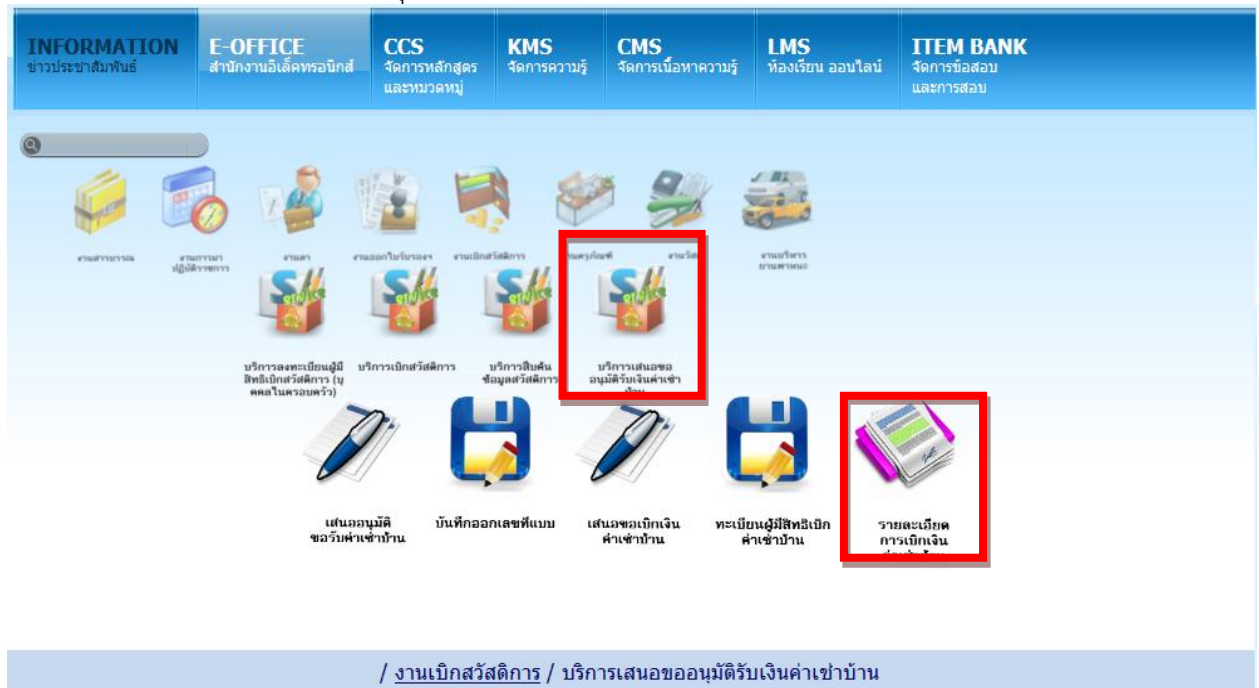 INFORMATION
ข่าวประชาสัมพันธ์
E-OFFICE
สำนักงานอิเล็คทรอนิกส์
CCS
จัดการหลักสูตร
และหมวดหมู่
KMS
จัดการความรู้
CMS
จัดการเนื้อหาความรู้
LMS
ห้องเรียน ออนไลน์
ITEM BANK
จัดการข้อสอบ
และการสอบ
งานสารบรรณ
งานการมา
ปฏิบัติราชการ
งานลา
งานออกใบรับรองฯ
งานเบิกสวัสดิการ
งานครุภัณฑ์
งานวัสดุ
งานบริหาร
ยานพาหนะ
บริการลงทะเบียนผู้มี
สิทธิเบิกสวัสดิการ (บุ
คคลในครอบครัว)
บริการเบิกสวัสดิการ
บริการสืบค้น
ข้อมูลสวัสดิการ
บริการเสนอขอ
อนุมัติรับเงินค่าเช่า
บ้าน
เสนออนุมัติ
ขอรับค่าเช่าบ้าน
บันทึกออกเลขที่แบบ
เสนอขอเบิกเงิน
ค่าเช่าบ้าน
ทะเบียนผู้มีสิทธิเบิก
ค่าเช่าบ้าน
รายละเอียด
การเบิกเงิน
ค่าเช่าบ้าน
/ งานเบิกสวัสดิการ / บริการเสนอขออนุมัติรับเงินค่าเช่าบ้าน